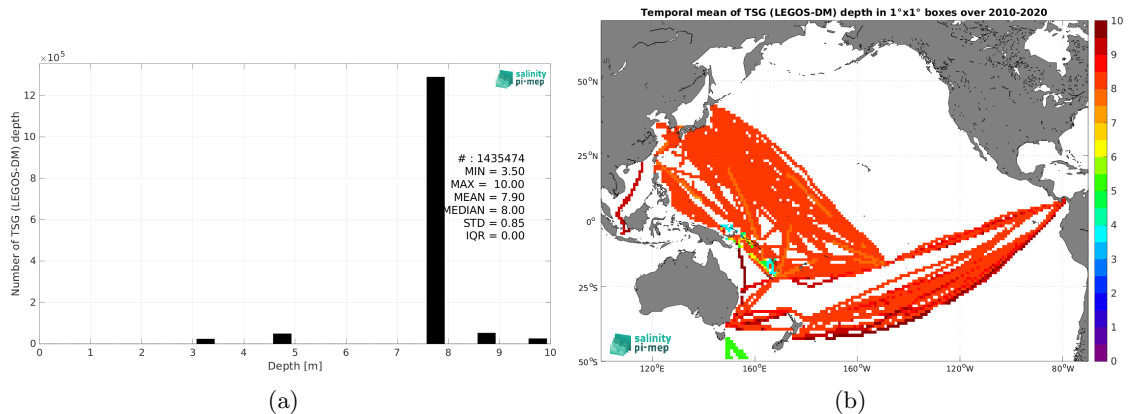 ×10⁵
12
10
8
6
4
2
0
Number of TSG (LEGOS-DM) depth
0 1 2 3 4 5 6 7 8 9 10
Depth [m]
salinity
pi-mep
# : 1435474
MIN = 3.50
MAX = 10.00
MEAN = 7.90
MEDIAN = 8.00
STD = 0.85
IQR = 0.00
(a)
Temporal mean of TSG (LEGOS-DM) depth in 1°x1° boxes over 2010-2020
50°N
25°N
0°
25°S
50°S
120°E 160°E 160°W 120°W 80°W
salinity
pi-mep
10
9
8
7
6
5
4
3
2
1
0
(b)